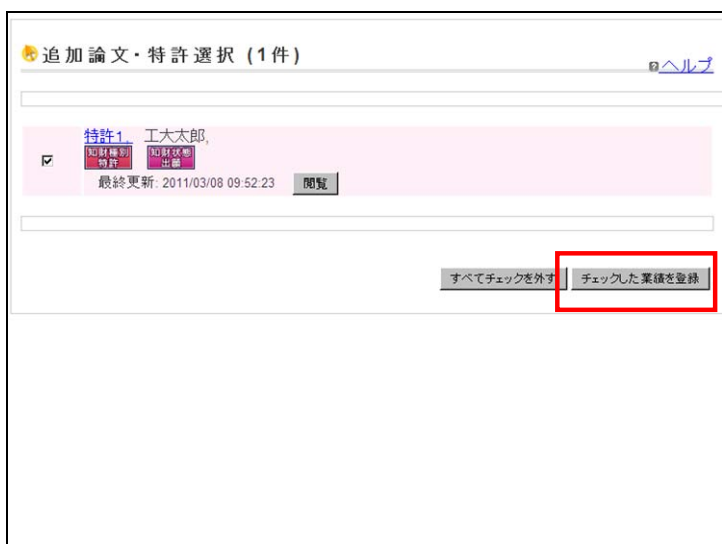 追加論文・特許選択 (1件)
ヘルプ
特許1, 工大太郎,
知財種別 特許 知財状態 出願
最終更新: 2011/03/08 09:52:23 閲覧
すべてチェックを外す チェックした業績を登録